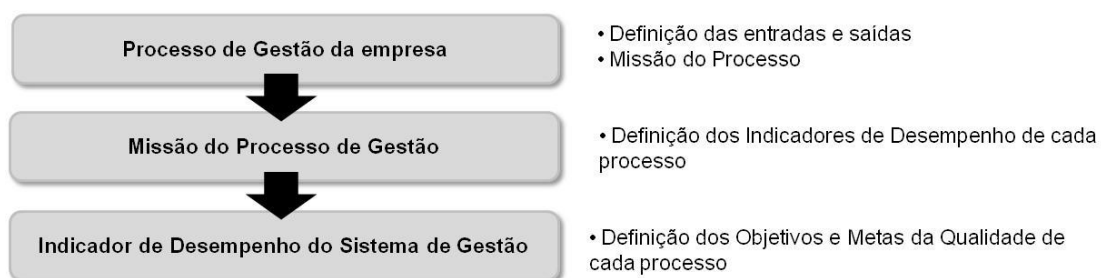 Processo de Gestão da empresa
• Definição das entradas e saídas
• Missão do Processo
Missão do Processo de Gestão
• Definição dos Indicadores de Desempenho de cada
processo
Indicador de Desempenho do Sistema de Gestão
• Definição dos Objetivos e Metas da Qualidade de
cada processo